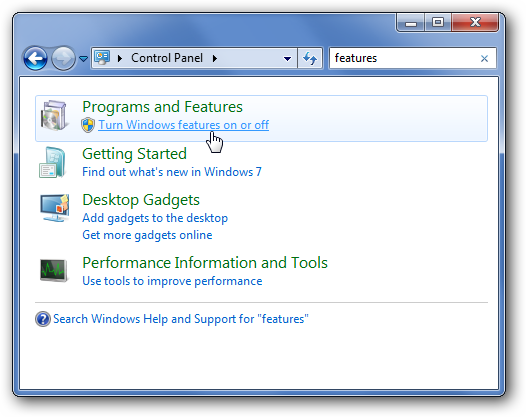 Control Panel
features
Programs and Features
Turn Windows features on or off
Getting Started
Find out what's new in Windows 7
Desktop Gadgets
Add gadgets to the desktop
Get more gadgets online
Performance Information and Tools
Use tools to improve performance
Search Windows Help and Support for "features"